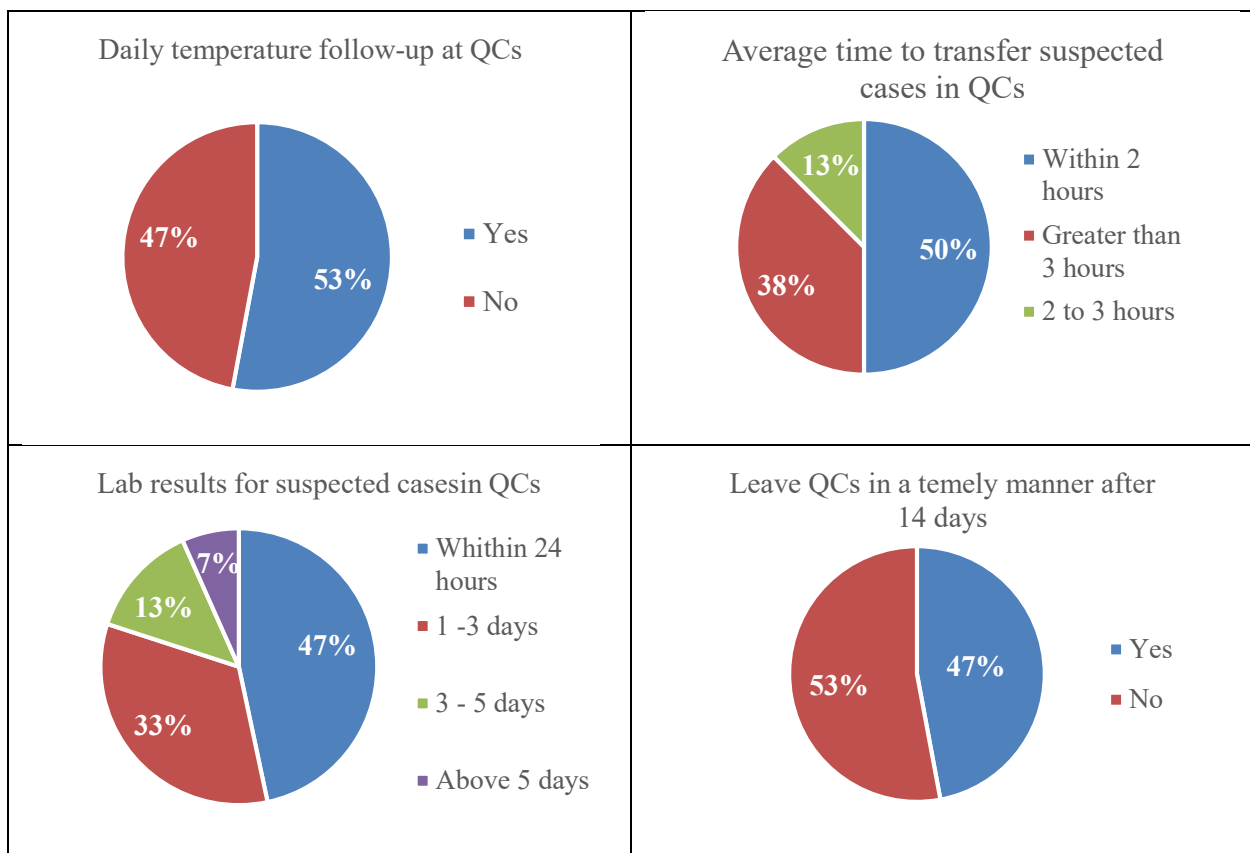 Daily temperature follow-up at QCs
47%
53%
Yes
No
Average time to transfer suspected
cases in QCs
13%
50%
38%
Within 2
hours
Greater than
3 hours
2 to 3 hours
Lab results for suspected casesin QCs
7%
13%
47%
33%
Whithin 24
hours
1 -3 days
3 - 5 days
Above 5 days
Leave QCs in a temely manner after
14 days
53%
47%
Yes
No